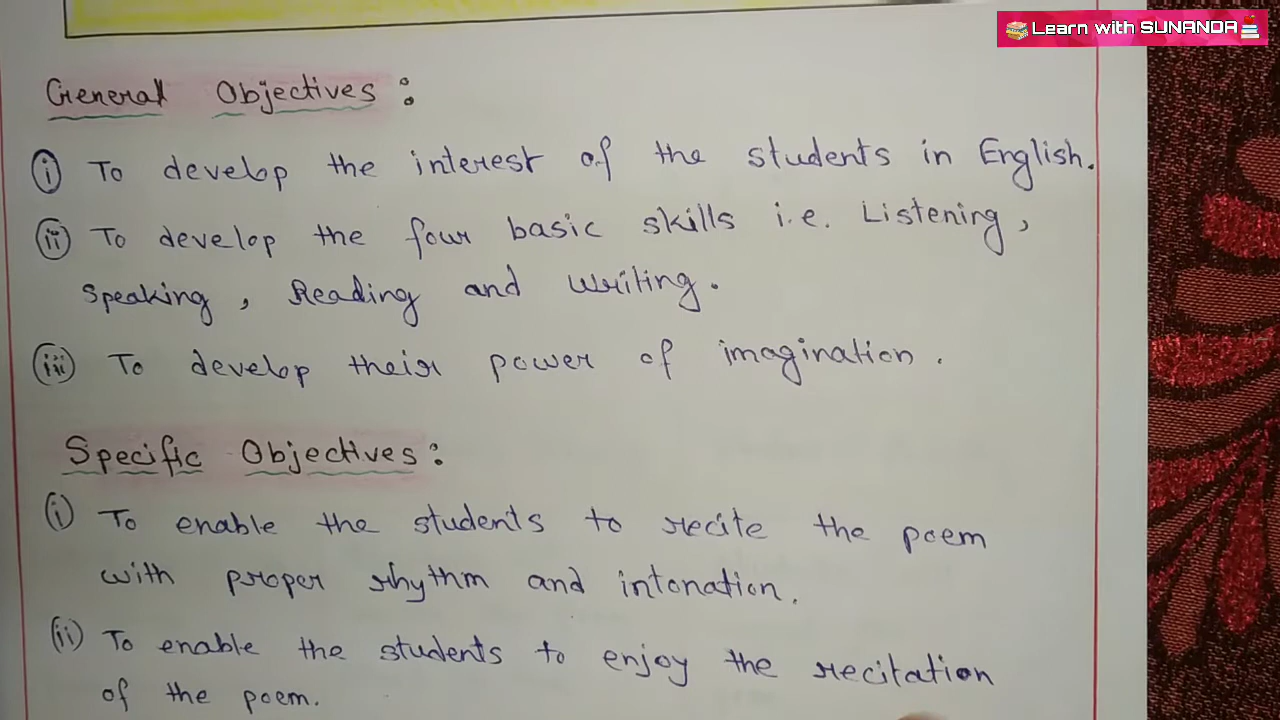 Learn with SUNANDA
General Objectives :
(i) To develop the interest of the students in English.
(ii) To develop the four basic skills i.e. Listening,
Speaking, Reading and Writing.
(iii) To develop their power of imagination.
Specific Objectives :
(i) To enable the students to recite the poem
with proper rhythm and intonation.
(ii) To enable the students to enjoy the recitation
of the poem.